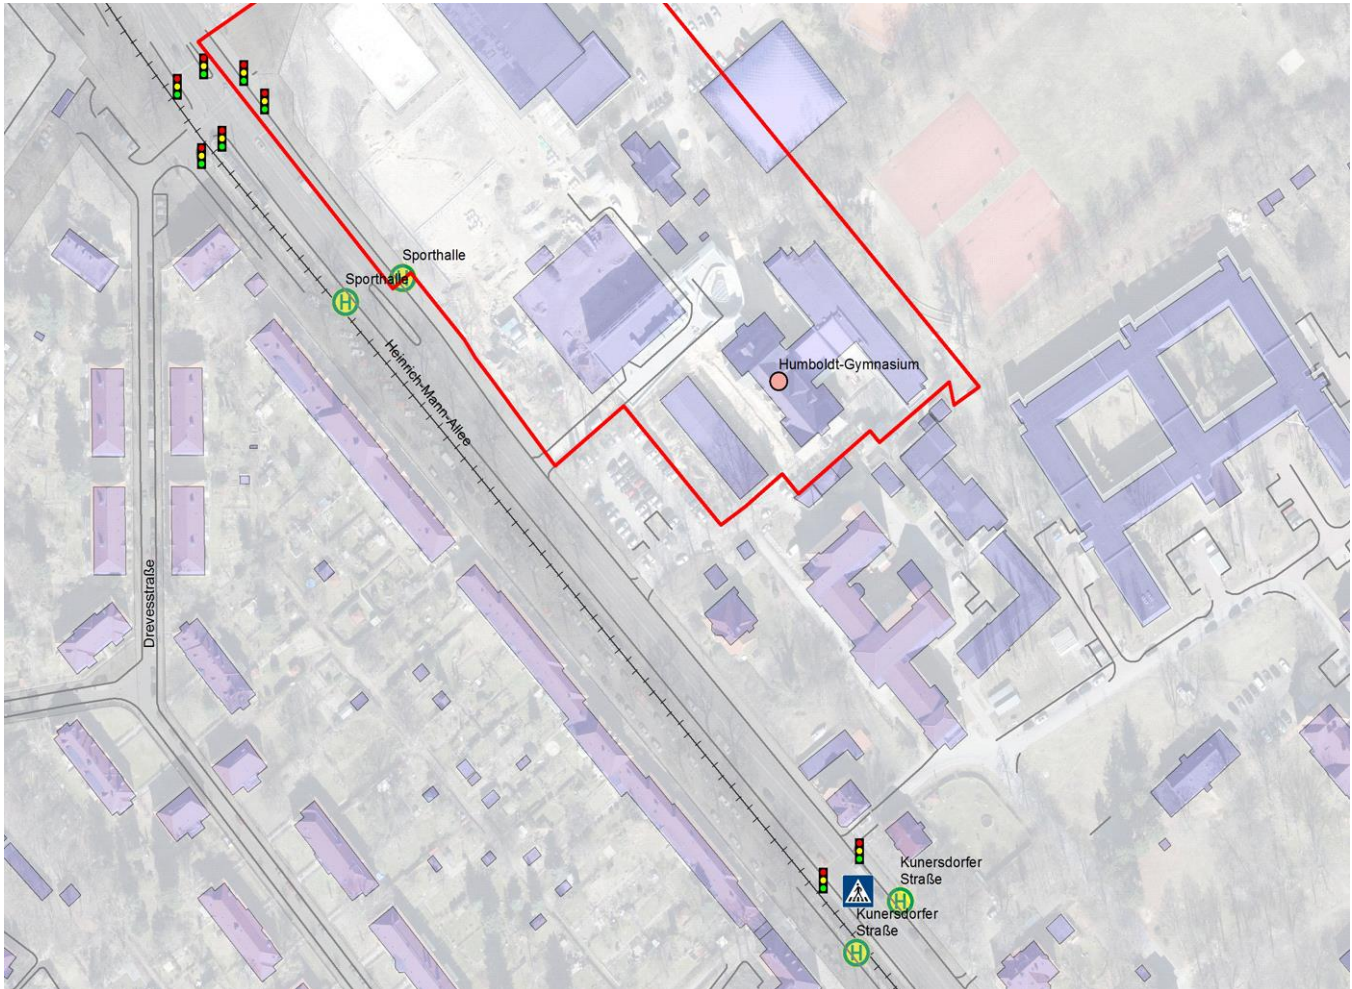 Sporthalle
Sporthalle
Heinrich-Mann-Allee
Humboldt-Gymnasium
Drevesstraße
Kunersdorfer
Straße
Kunersdorfer
Straße
H
H
H
H